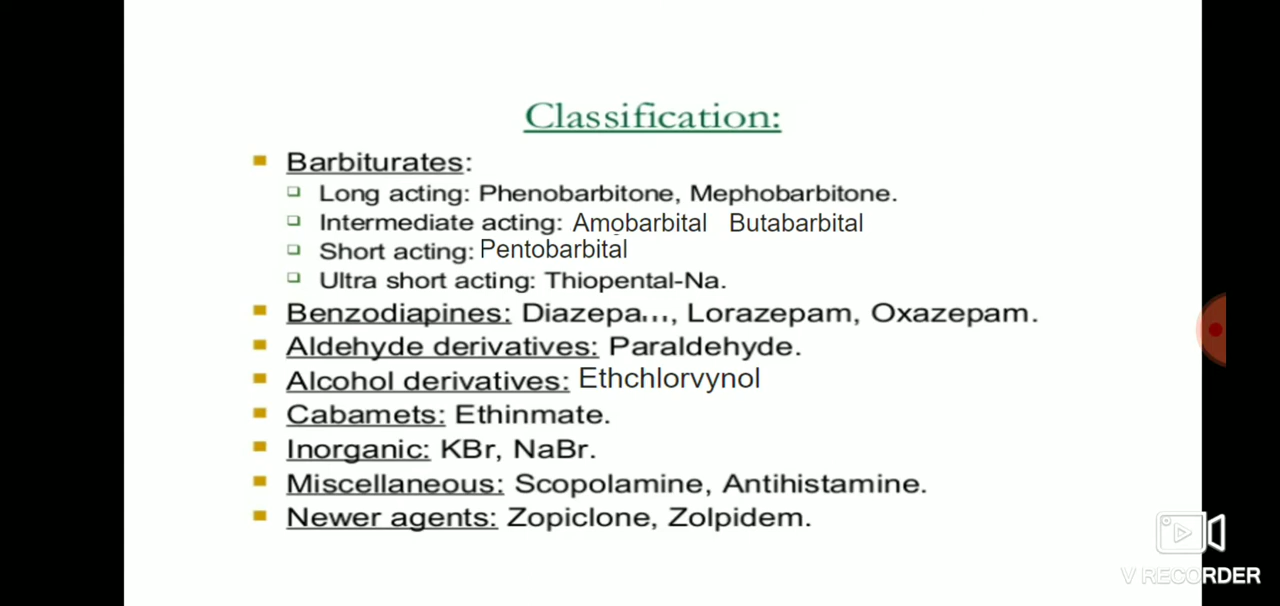 Classification:
Barbiturates:
Long acting: Phenobarbitone, Mephobarbitone.
Intermediate acting: Amobarbital Butabarbital
Short acting: Pentobarbital
Ultra short acting: Thiopental-Na.
Benzodiapines: Diazepa..., Lorazepam, Oxazepam.
Aldehyde derivatives: Paraldehyde.
Alcohol derivatives: Ethchlorvynol
Cabamets: Ethinmate.
Inorganic: KBr, NaBr.
Miscellaneous: Scopolamine, Antihistamine.
Newer agents: Zopiclone, Zolpidem.
V RECORDER